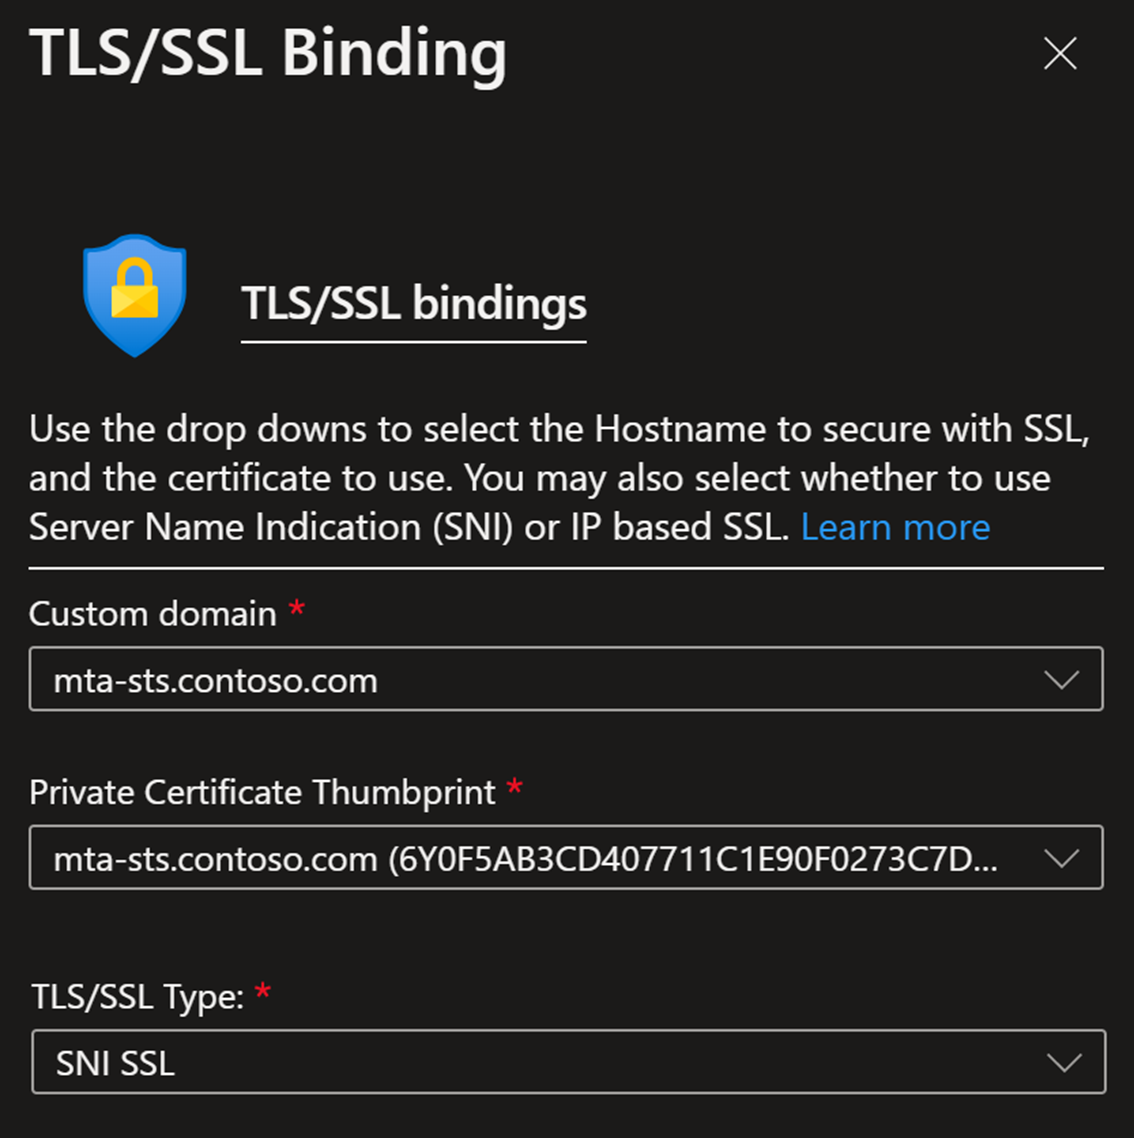 TLS/SSL Binding
TLS/SSL bindings
Use the drop downs to select the Hostname to secure with SSL,
and the certificate to use. You may also select whether to use
Server Name Indication (SNI) or IP based SSL. Learn more
Custom domain *
mta-sts.contoso.com
Private Certificate Thumbprint *
mta-sts.contoso.com (6Y0F5AB3CD407711C1E90F0273C7D...
TLS/SSL Type: *
SNI SSL